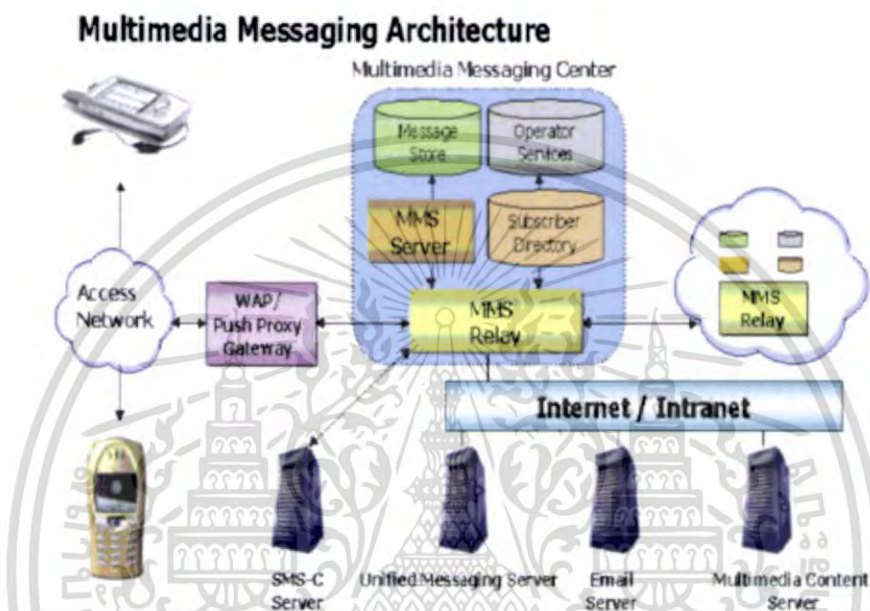 Multimedia Messaging Architecture
Multimedia Messaging Center
Message
Store
Operator
Services
MMS
Server
Subscriber
Directory
Access
Network
WAP/
Push Proxy
Gateway
MMS
Relay
MMS
Relay
Internet / Intranet
SMS-C
Server
Unified Messaging Server
Email
Server
Multimedia Content
Server